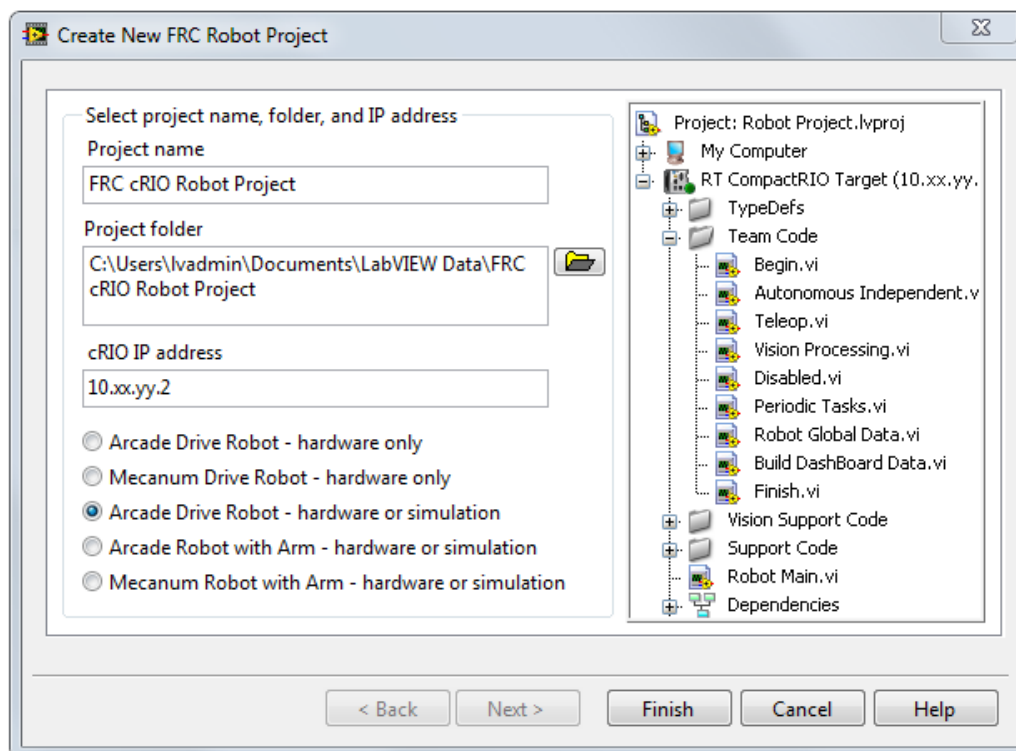 Create New FRC Robot Project
Select project name, folder, and IP address
Project name
FRC cRIO Robot Project
Project folder
C:\Users\lvadmin\Documents\LabVIEW Data\FRC
cRIO Robot Project
cRIO IP address
10.xx.yy.2
Arcade Drive Robot - hardware only
Mecanum Drive Robot - hardware only
Arcade Drive Robot - hardware or simulation
Arcade Robot with Arm - hardware or simulation
Mecanum Robot with Arm - hardware or simulation
Project: Robot Project.lvproj
My Computer
RT CompactRIO Target (10.xx.yy.
TypeDefs
Team Code
Begin.vi
Autonomous Independent.v
Teleop.vi
Vision Processing.vi
Disabled.vi
Periodic Tasks.vi
Robot Global Data.vi
Build DashBoard Data.vi
Finish.vi
Vision Support Code
Support Code
Robot Main.vi
Dependencies
< Back
Next >
Finish
Cancel
Help